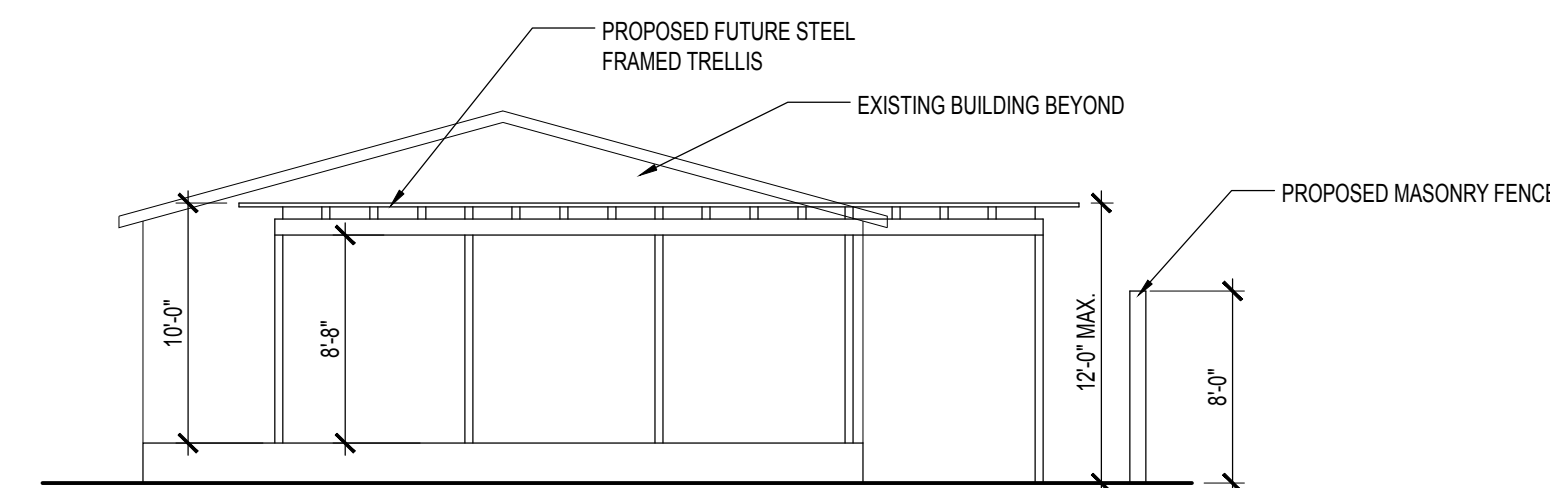 PROPOSED FUTURE STEEL
FRAMED TRELLIS
EXISTING BUILDING BEYOND
PROPOSED MASONRY FENCE
10'-0"
8'-8"
12'-0" MAX.
8'-0"